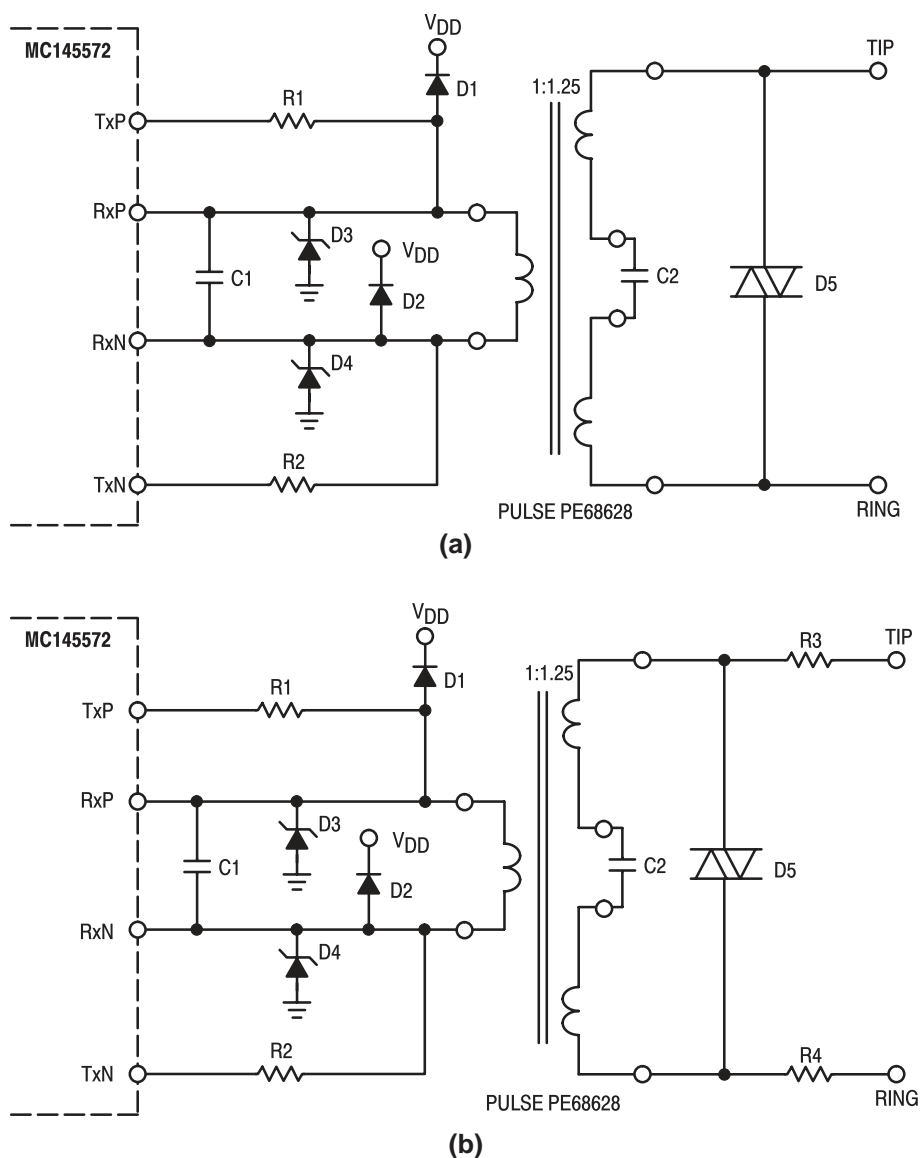 MC145572
VDD
D1
R1
TxP
1:1.25
TIP
RxP
D3
VDD
C1
D2
C2
D5
RxN
D4
R2
TxN
PULSE PE68628
RING
(a)
MC145572
VDD
D1
R1
TxP
1:1.25
R3
TIP
RxP
D3
VDD
C1
D2
C2
D5
RxN
D4
R2
TxN
R4
PULSE PE68628
RING
(b)